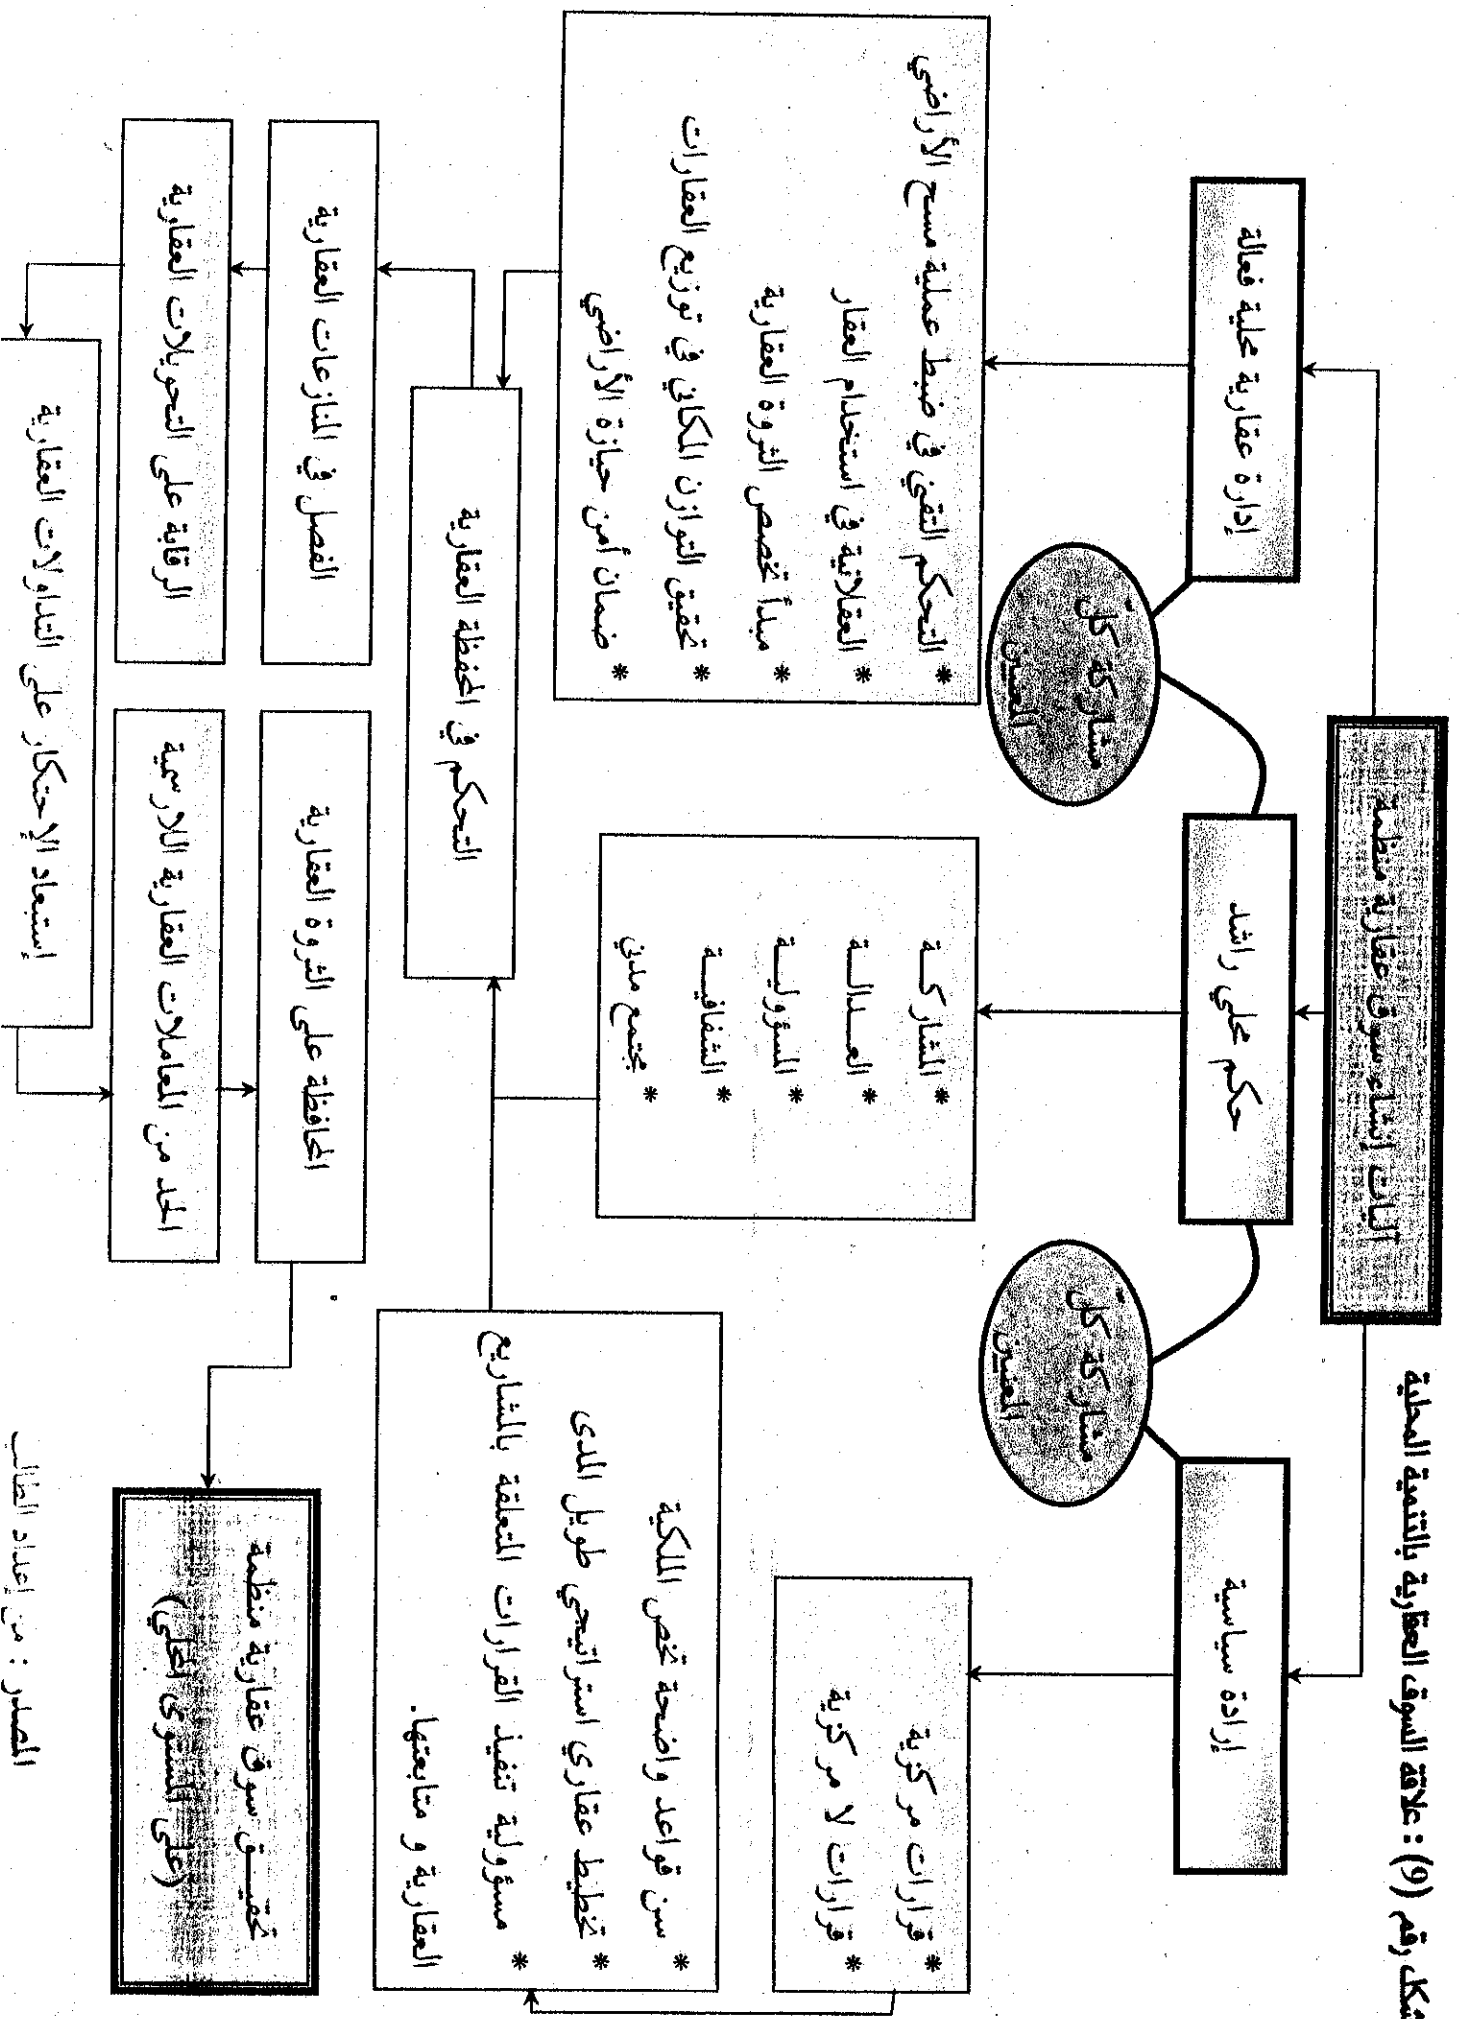 شكل رقم (9) : علاقة السوق العقارية بالتنمية المحلية
آليات إنشاء سوق عقارية منظمة
إرادة سياسية
حكم محلي راشد
إدارة عقارية محلية فعالة
مشاركة كلّ
المعنيين
مشاركة كلّ
المعنيين
* قرارات مركزية
* قرارات لا مركزية
* المشاركة
* العدالة
* المسؤولية
* الشفافية
* مجتمع مدني
* التحكم التقني في ضبط عملية مسح الأراضي
* العقلانية في استخدام العقار
* مبدأ تخصص الثروة العقارية
* تحقيق التوازن المكاني في توزيع العقارات
* ضمان أمن حيازة الأراضي
* سن قواعد واضحة تخص الملكية
* تخطيط عقاري استراتيجي طويل المدى
* مسؤولية تنفيذ القرارات المتعلقة بالمشاريع
العقارية و متابعتها.
التحكم في المحفظة العقارية
المحافظة على الثروة العقارية
الفصل في المنازعات العقارية
الحد من المعاملات العقارية اللارسمية
الرقابة على التحويلات العقارية
إستبعاد الإحتكار على التداولات العقارية
تحقيق سوق عقارية منظمة
(على المستوى المحلي)
المصدر : من إعداد الطالب